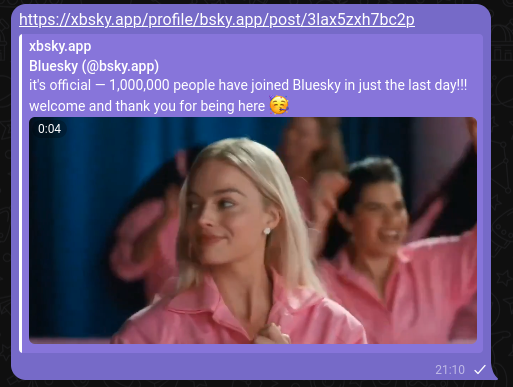 https://xbsky.app/profile/bsky.app/post/3lax5zxh7bc2p
xbsky.app
Bluesky (@bsky.app)
it's official — 1,000,000 people have joined Bluesky in just the last day!!!
welcome and thank you for being here 🥳
0:04
21:10